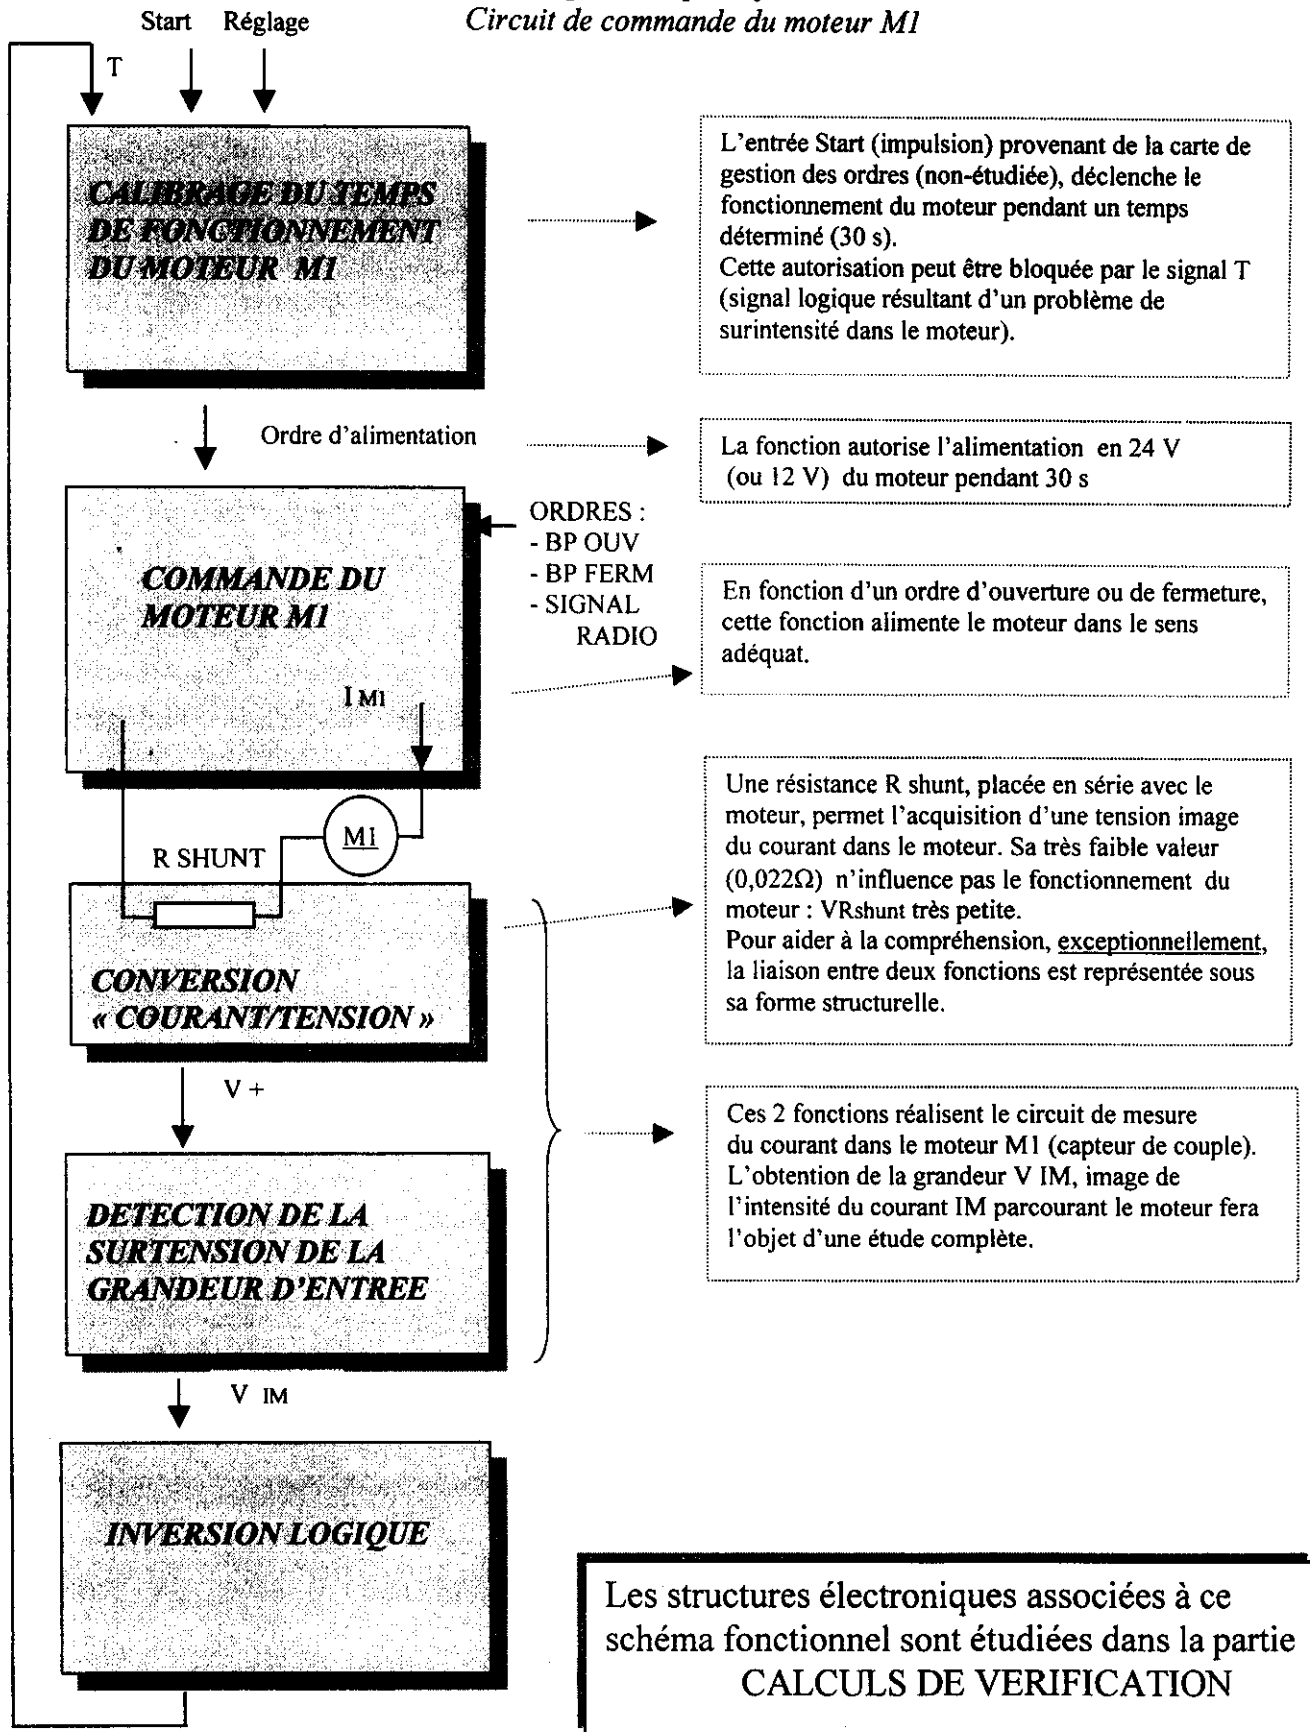 Circuit de commande du moteur M1
Start Réglage
T
CALIBRAGE DU TEMPS
DE FONCTIONNEMENT
DU MOTEUR M1
L'entrée Start (impulsion) provenant de la carte de
gestion des ordres (non-étudiée), déclenche le
fonctionnement du moteur pendant un temps
déterminé (30 s).
Cette autorisation peut être bloquée par le signal T
(signal logique résultant d'un problème de
surintensité dans le moteur).
Ordre d'alimentation
La fonction autorise l'alimentation en 24 V
(ou 12 V) du moteur pendant 30 s
COMMANDE DU
MOTEUR M1
I M1
ORDRES :
- BP OUV
- BP FERM
- SIGNAL
RADIO
En fonction d'un ordre d'ouverture ou de fermeture,
cette fonction alimente le moteur dans le sens
adéquat.
M1
R SHUNT
CONVERSION
« COURANT/TENSION »
Une résistance R shunt, placée en série avec le
moteur, permet l'acquisition d'une tension image
du courant dans le moteur. Sa très faible valeur
(0,022Ω) n'influence pas le fonctionnement du
moteur : VRshunt très petite.
Pour aider à la compréhension, exceptionnellement,
la liaison entre deux fonctions est représentée sous
sa forme structurelle.
V +
Ces 2 fonctions réalisent le circuit de mesure
du courant dans le moteur M1 (capteur de couple).
L'obtention de la grandeur V IM, image de
l'intensité du courant IM parcourant le moteur fera
l'objet d'une étude complète.
DETECTION DE LA
SURTENSION DE LA
GRANDEUR D'ENTREE
V IM
INVERSION LOGIQUE
Les structures électroniques associées à ce
schéma fonctionnel sont étudiées dans la partie
CALCULS DE VERIFICATION